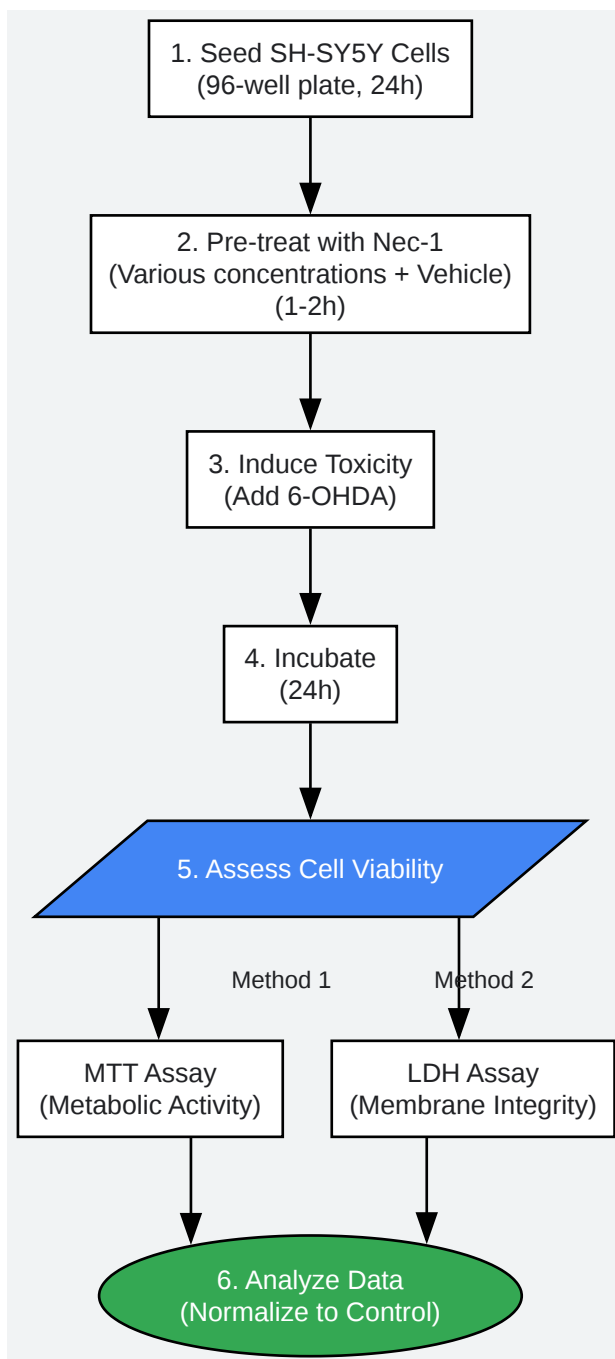 1. Seed SH-SY5Y Cells
(96-well plate, 24h)
2. Pre-treat with Nec-1
(Various concentrations + Vehicle)
(1-2h)
3. Induce Toxicity
(Add 6-OHDA)
4. Incubate
(24h)
5. Assess Cell Viability
Method 1
Method 2
MTT Assay
(Metabolic Activity)
LDH Assay
(Membrane Integrity)
6. Analyze Data
(Normalize to Control)